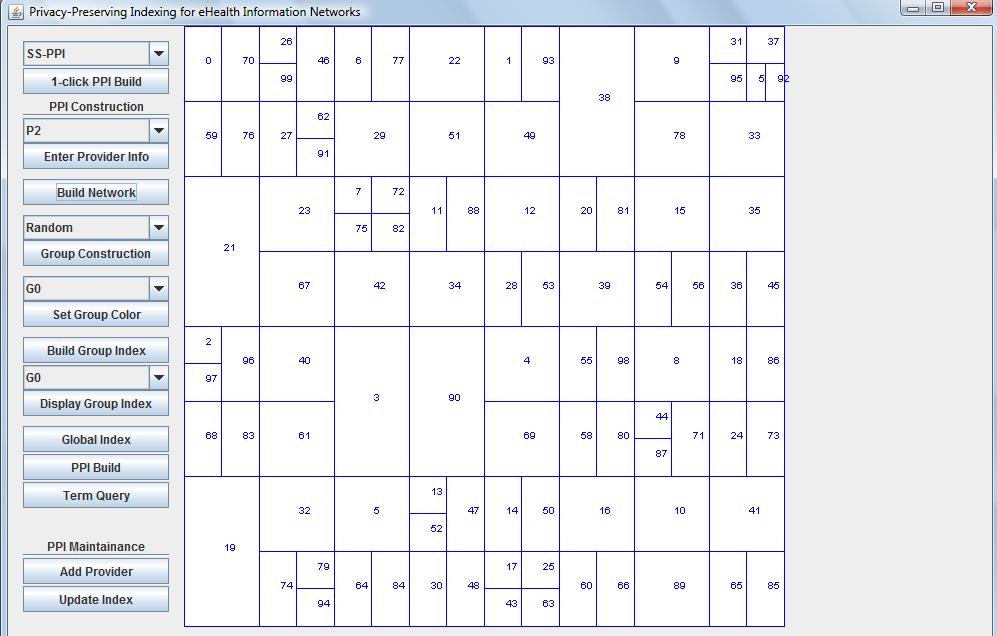 Privacy-Preserving Indexing for eHealth Information Networks
SS-PPI
1-click PPI Build
PPI Construction
P2
Enter Provider Info
Build Network
Random
Group Construction
G0
Set Group Color
Build Group Index
G0
Display Group Index
Global Index
PPI Build
Term Query
PPI Maintainance
Add Provider
Update Index
26 31 37
0 70 46 6 77 22 1 93 9
99 95 5 92
38
62
59 76 27 29 51 49 78 33
91
7 72
23 11 88 12 20 81 15 35
75 82
21
67 42 34 28 53 39 54 56 36 45
2
96 40 4 55 98 8 18 86
97
3 90
44
68 83 61 69 58 80 71 24 73
87
13
32 5 47 14 50 16 10 41
52
19
79 17 25
74 64 84 30 48 60 66 89 65 85
94 43 63